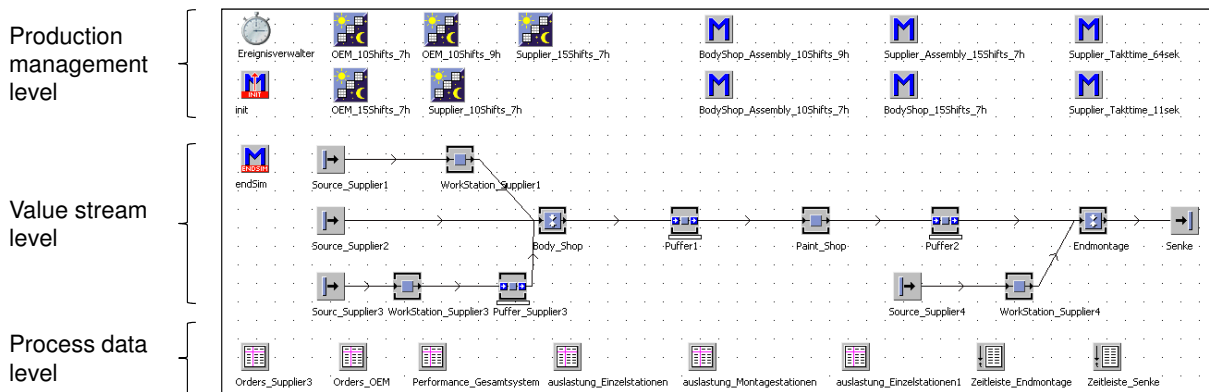 Production
management
level
Ereignisverwalter OEM_10Shifts_7h OEM_10Shifts_9h Supplier_15Shifts_7h BodyShop_Assembly_10Shifts_9h Supplier_Assembly_15Shifts_7h Supplier_Takttime_64sek
INIT
init OEM_15Shifts_7h Supplier_10Shifts_7h BodyShop_Assembly_10Shifts_7h BodyShop_15Shifts_7h Supplier_Takttime_11sek
Value stream
level
ENDSIM
endSim Source_Supplier1 WorkStation_Supplier1
Source_Supplier2 Body_Shop Puffer1 Paint_Shop Puffer2 Endmontage Senke
Sourc_Supplier3 WorkStation_Supplier3 Puffer_Supplier3 Source_Supplier4 WorkStation_Supplier4
Process data
level
Orders_Supplier3 Orders_OEM Performance_Gesamtsystem auslastung_Einzelstationen auslastung_Montagestationen auslastung_Einzelstationen1 Zeitleiste_Endmontage Zeitleiste_Senke